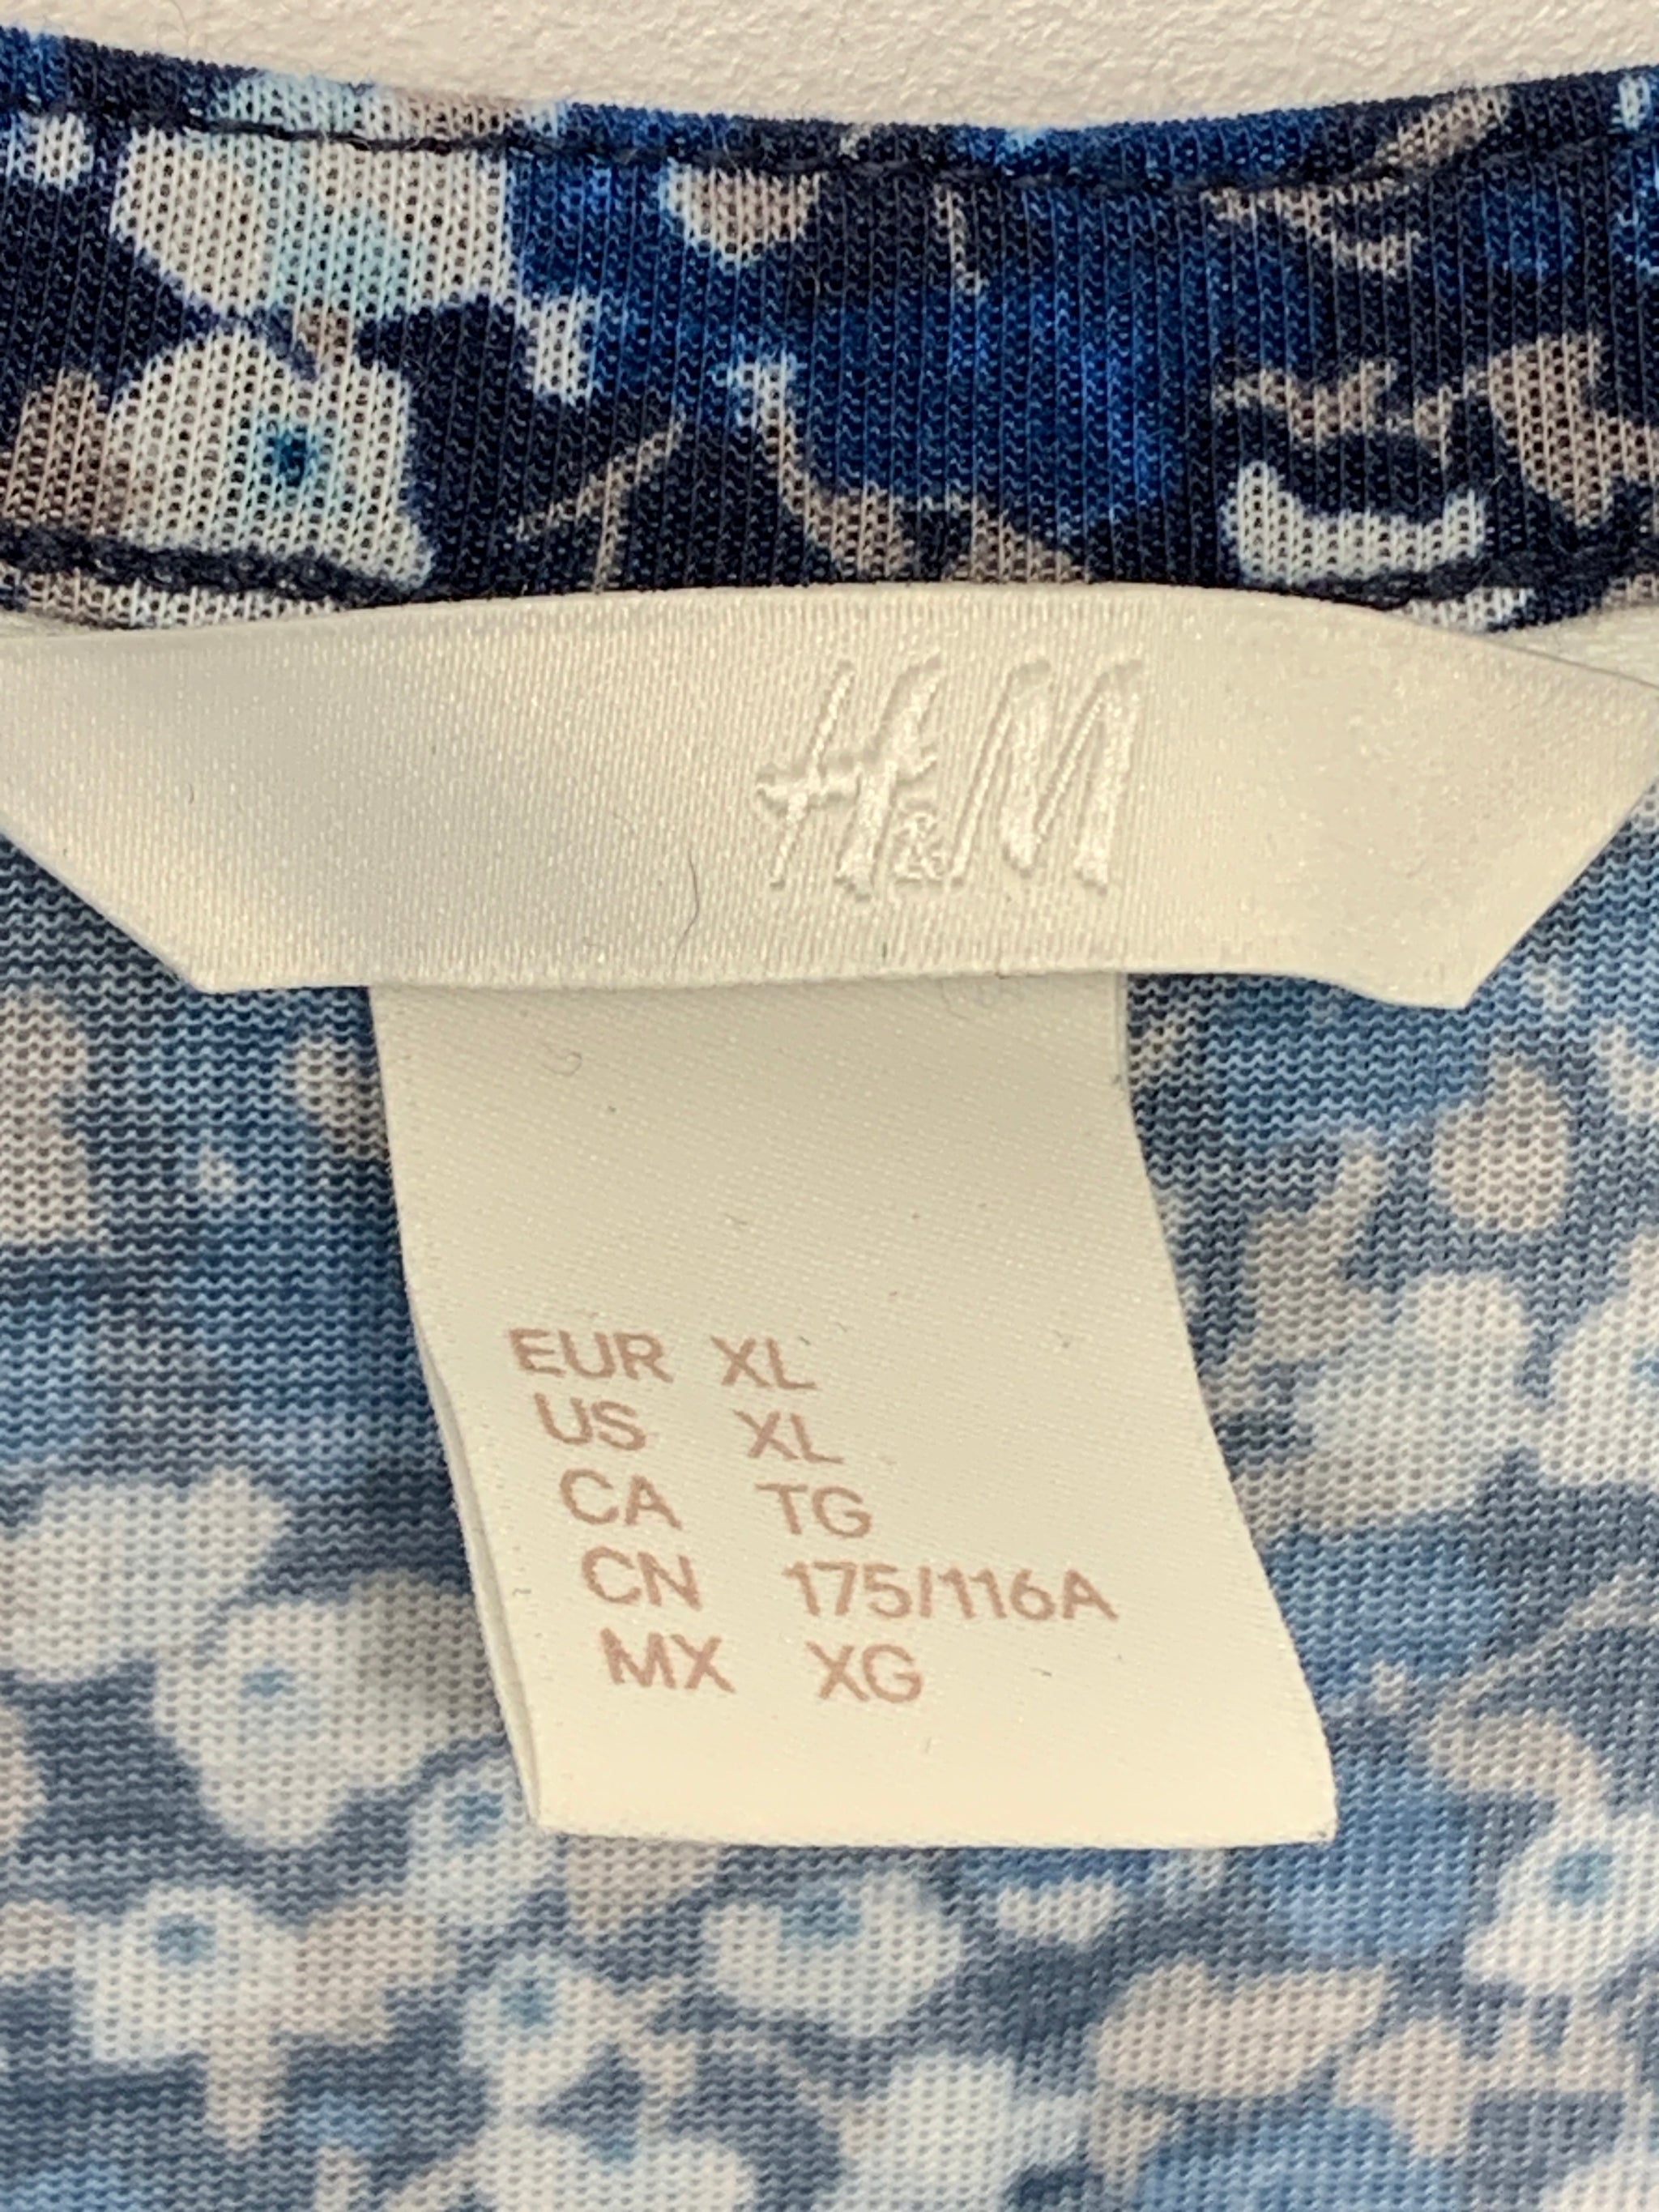 H&M
EUR XL
US XL
CA TG
CN 175/116A
MX XG